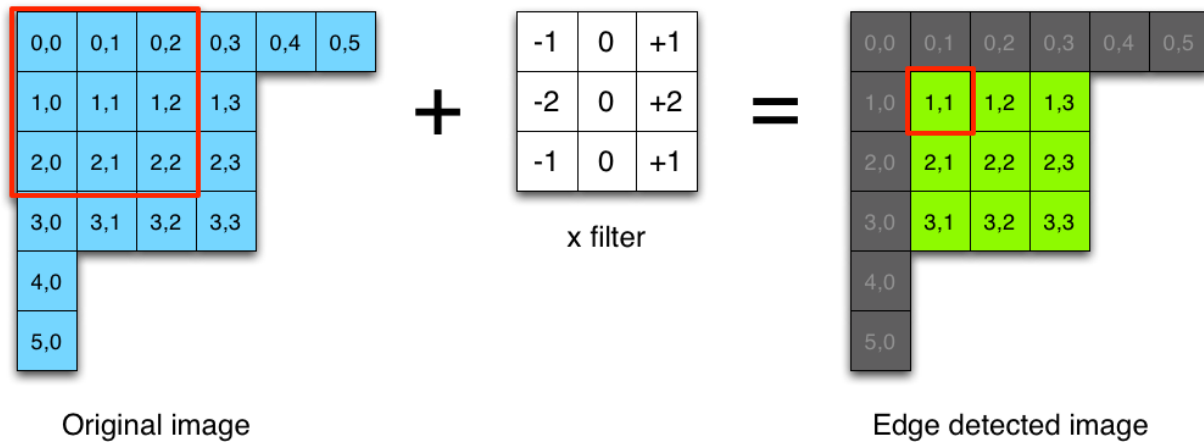 0,0 0,1 0,2 0,3 0,4 0,5
1,0 1,1 1,2 1,3
2,0 2,1 2,2 2,3
3,0 3,1 3,2 3,3
4,0
5,0
Original image
+
-1 0 +1
-2 0 +2
-1 0 +1
x filter
=
0,0 0,1 0,2 0,3 0,4 0,5
1,0 1,1 1,2 1,3
2,0 2,1 2,2 2,3
3,0 3,1 3,2 3,3
4,0
5,0
Edge detected image